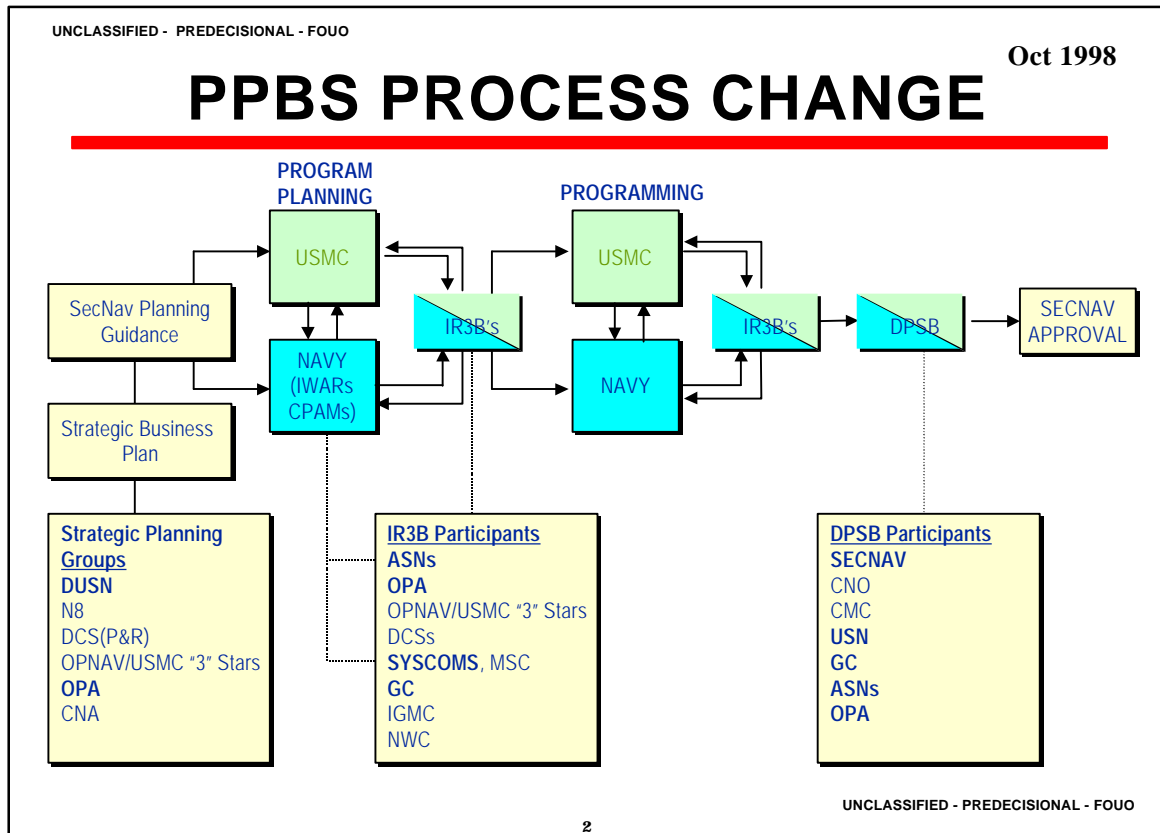 UNCLASSIFIED - PREDECISIONAL - FOUO
Oct 1998
PPBS PROCESS CHANGE
PROGRAM
PLANNING
PROGRAMMING
USMC
USMC
SecNav Planning
Guidance
IR3B's
IR3B's
DPSB
SECNAV
APPROVAL
NAVY
(IWARs
CPAMs)
NAVY
Strategic Business
Plan
Strategic Planning
Groups
DUSN
N8
DCS(P&R)
OPNAV/USMC “3” Stars
OPA
CNA
IR3B Participants
ASNs
OPA
OPNAV/USMC “3” Stars
DCSs
SYSCOMS, MSC
GC
IGMC
NWC
DPSB Participants
SECNAV
CNO
CMC
USN
GC
ASNs
OPA
UNCLASSIFIED - PREDECISIONAL - FOUO
2